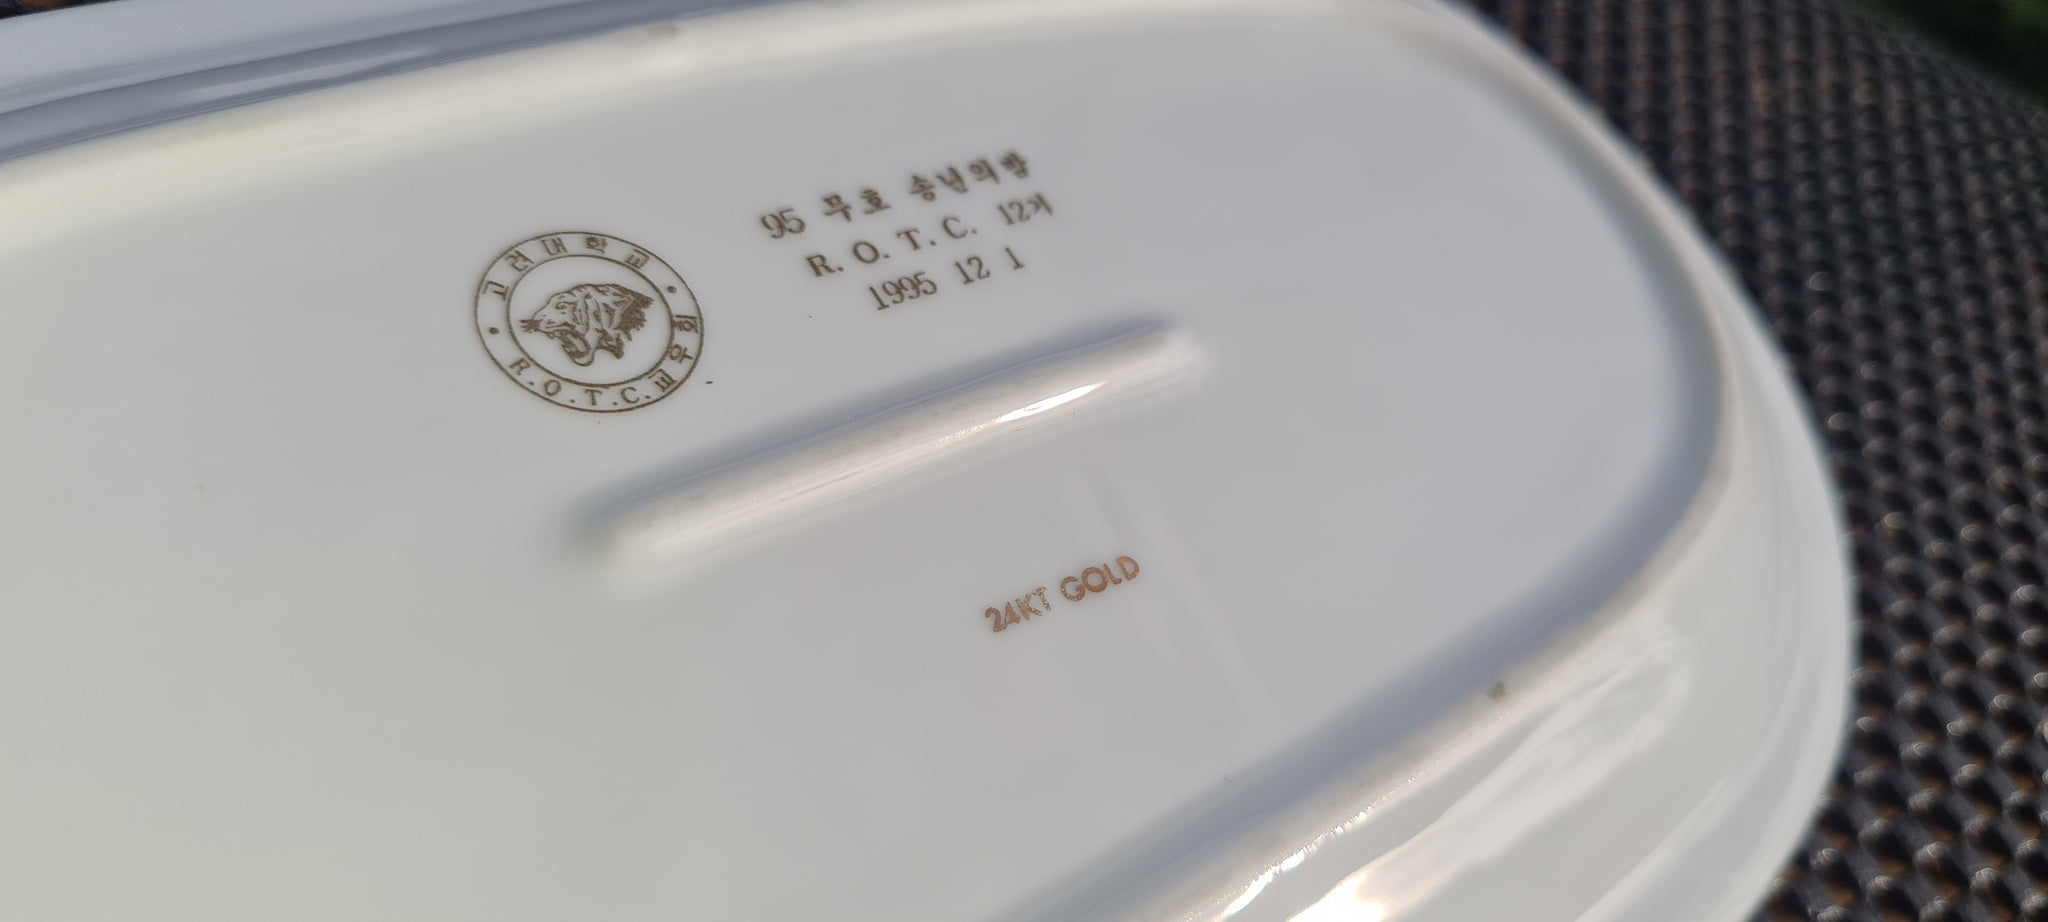 고려대학교
R.O.T.C.교우회
95 무호 송년의밤
R. O. T. C. 12기
1995 12 1
24KT GOLD